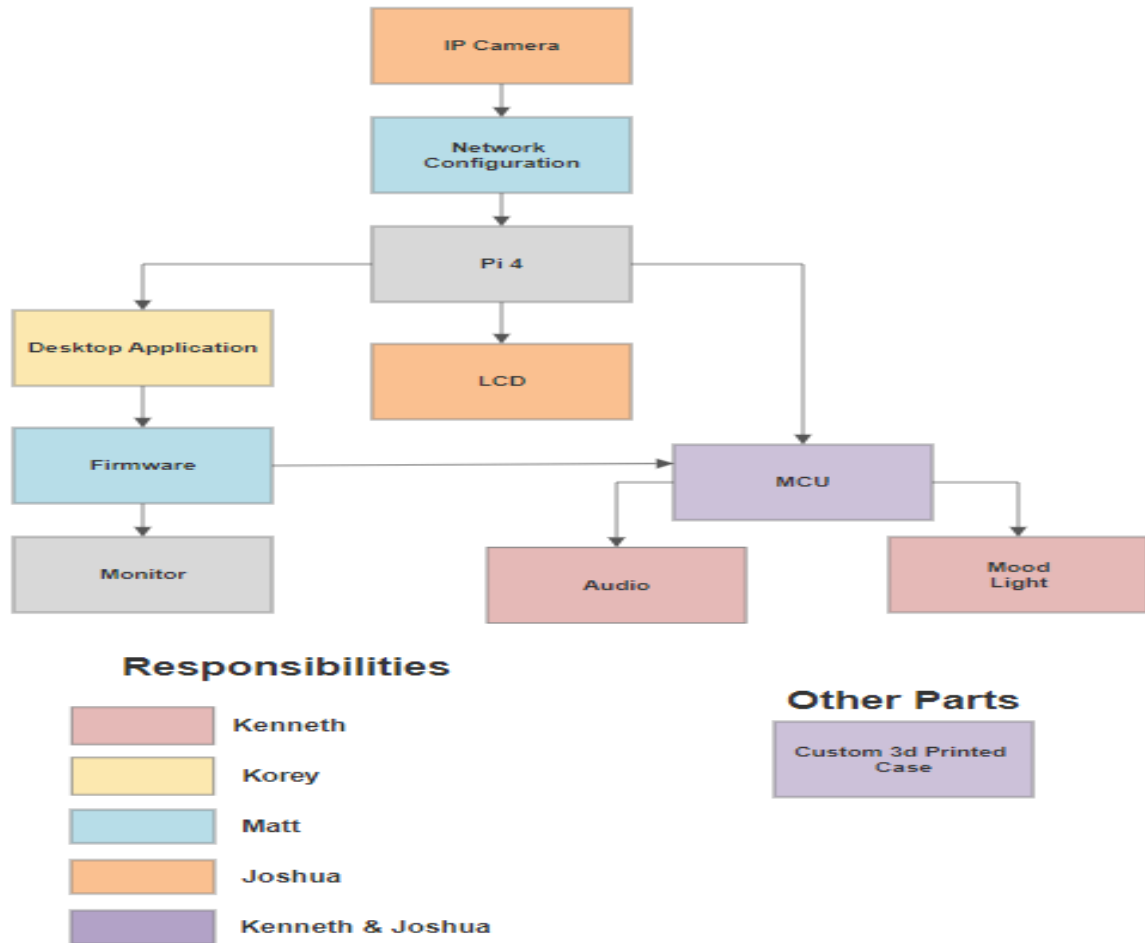 IP Camera
Network
Configuration
Pi 4
Desktop Application
LCD
Firmware
MCU
Monitor
Audio
Mood
Light
Responsibilities
Kenneth
Korey
Matt
Joshua
Kenneth & Joshua
Other Parts
Custom 3d Printed
Case